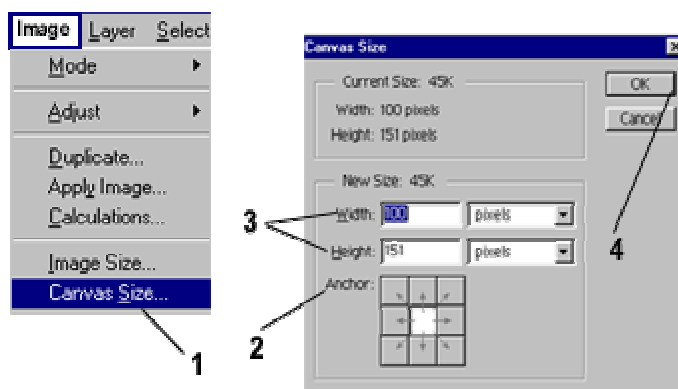 Image Layer Select
Mode
Adjust
Duplicate...
Apply Image...
Calculations...
Image Size...
Canvas Size...
1
Canvas Size
Current Size: 45K
Width: 100 pixels
Height: 151 pixels
OK
Cancel
New Size: 45K
Width: 100 pixels
Height: 151 pixels
Anchor:
3
2
4